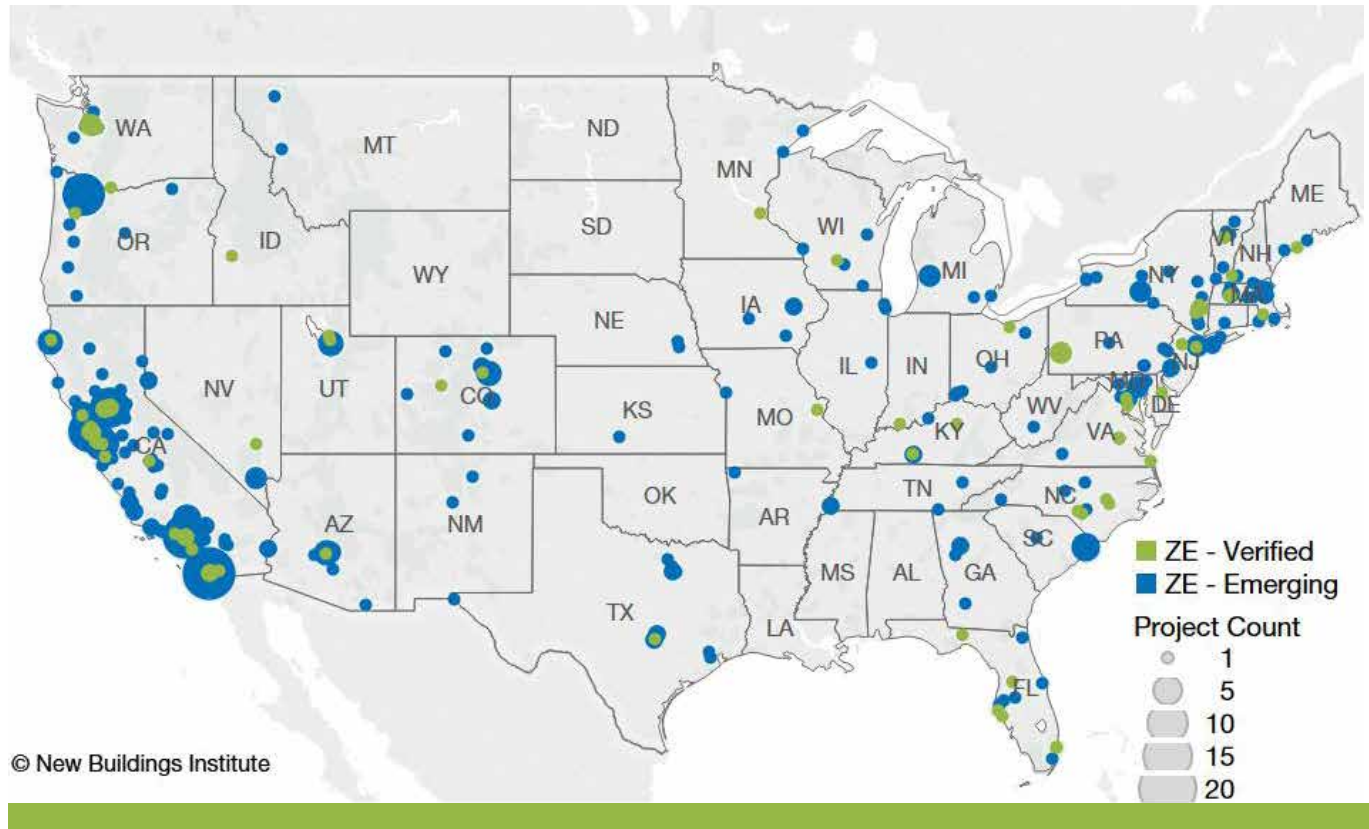 WA
MT
ND
MN
ME
OR
ID
SD
WI
MI
VT
NH
NY
MA
WY
IA
NE
PA
NV
UT
CO
IL
IN
OH
NJ
MD
DE
CA
KS
MO
WV
VA
KY
AZ
NM
OK
AR
TN
NC
SC
MS
AL
GA
TX
LA
FL
ZE - Verified
ZE - Emerging
Project Count
1
5
10
15
20
© New Buildings Institute